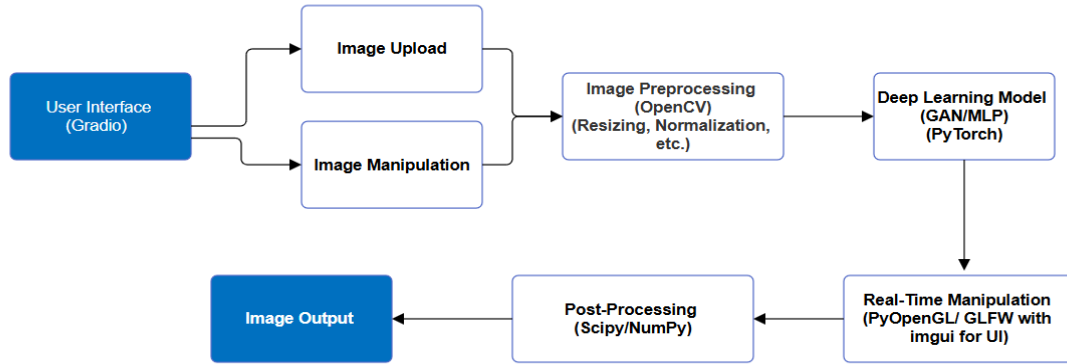 User Interface
(Gradio)
Image Upload
Image Manipulation
Image Preprocessing
(OpenCV)
(Resizing, Normalization,
etc.)
Deep Learning Model
(GAN/MLP)
(PyTorch)
Real-Time Manipulation
(PyOpenGL/ GLFW with
imgui for UI)
Post-Processing
(Scipy/NumPy)
Image Output